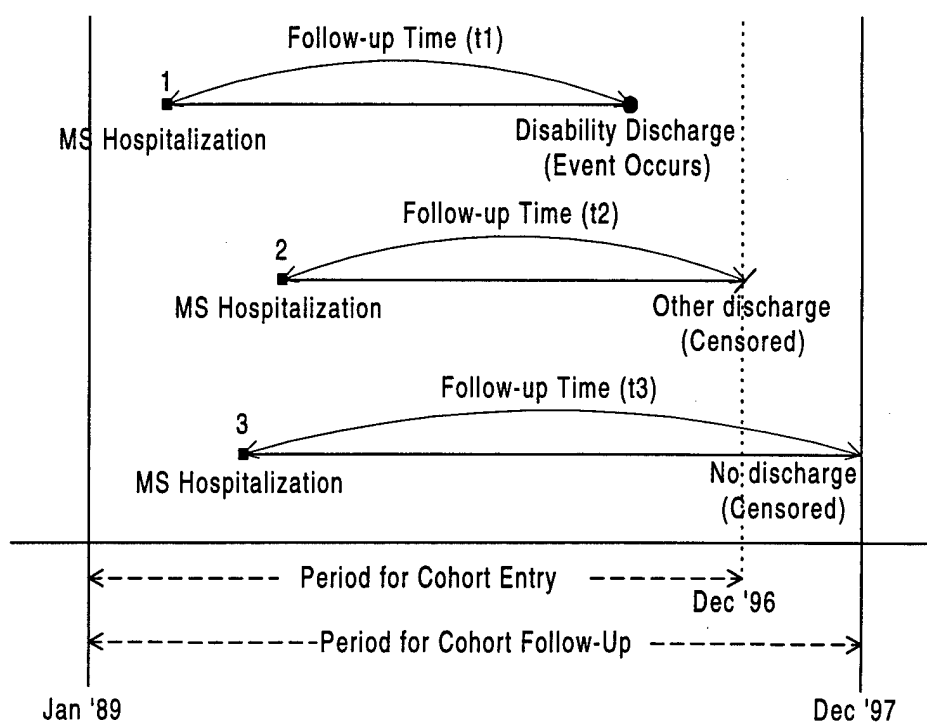 Follow-up Time (t1)
1
MS Hospitalization
Disability Discharge
(Event Occurs)
Follow-up Time (t2)
2
MS Hospitalization
Other discharge
(Censored)
Follow-up Time (t3)
3
MS Hospitalization
No discharge
(Censored)
Period for Cohort Entry
Dec '96
Period for Cohort Follow-Up
Jan '89
Dec '97